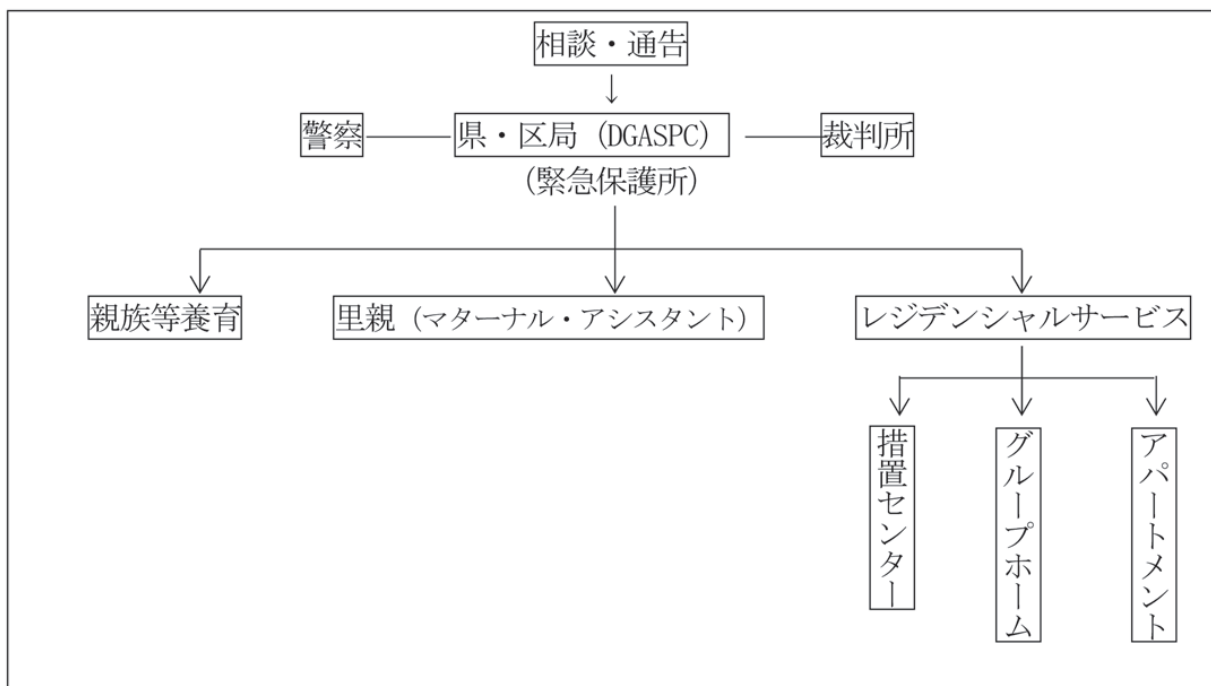 相談・通告
警察
県・区局（DGASPC）
裁判所
（緊急保護所）
親族等養育
里親（マターナル・アシスタント）
レジデンシャルサービス
措置センター
グループホーム
アパートメント